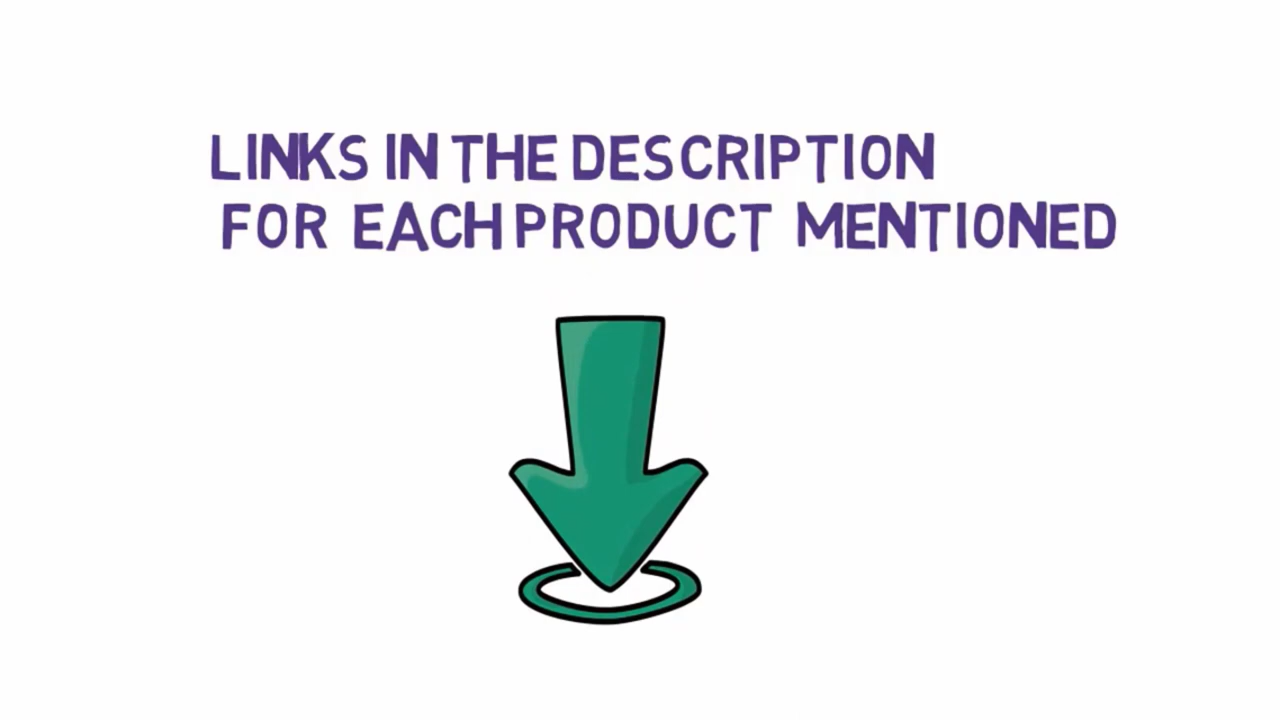 LINKS IN THE DESCRIPTION
FOR EACH PRODUCT MENTIONED